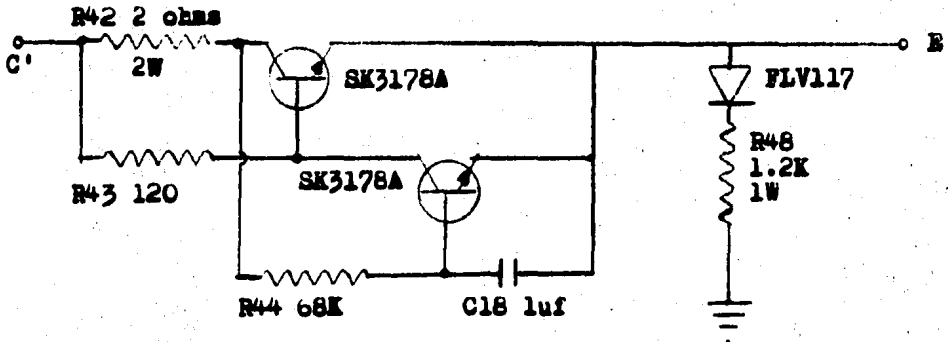 R42 2 ohms
2W
C'
E
SK3178A
FLV117
R43 120
SK3178A
R48
1.2K
1W
R44 68K
C18 1uf